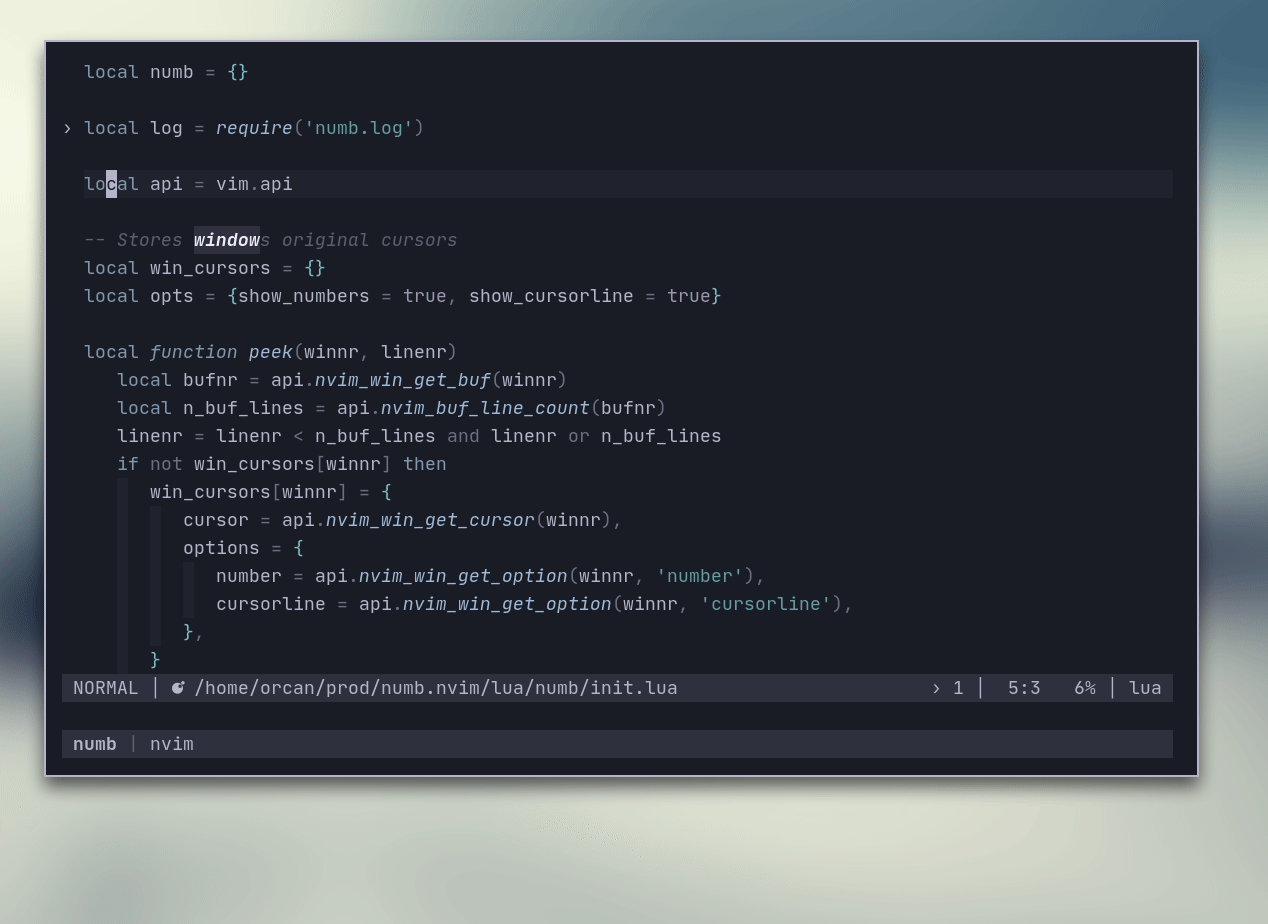 local numb = {}
› local log = require('numb.log')
local api = vim.api
-- Stores windows original cursors
local win_cursors = {}
local opts = {show_numbers = true, show_cursorline = true}
local function peek(winnr, linenr)
   local bufnr = api.nvim_win_get_buf(winnr)
   local n_buf_lines = api.nvim_buf_line_count(bufnr)
   linenr = linenr < n_buf_lines and linenr or n_buf_lines
   if not win_cursors[winnr] then
      win_cursors[winnr] = {
         cursor = api.nvim_win_get_cursor(winnr),
         options = {
            number = api.nvim_win_get_option(winnr, 'number'),
            cursorline = api.nvim_win_get_option(winnr, 'cursorline'),
         },
      }
NORMAL │ /home/orcan/prod/numb.nvim/lua/numb/init.lua › 1 │ 5:3 6% │ lua
numb | nvim